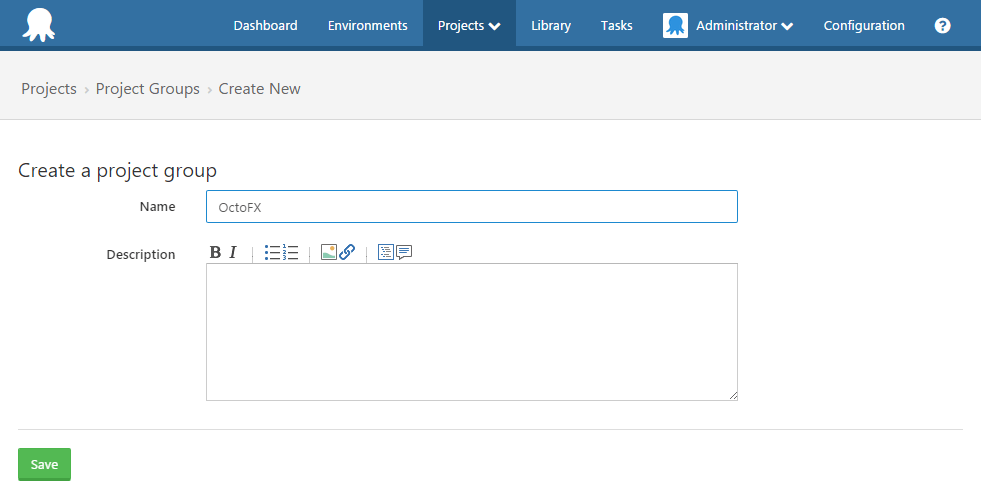 Dashboard Environments Projects Library Tasks Administrator Configuration ?
Projects › Project Groups › Create New
Create a project group
Name OctoFX
Description B I
Save